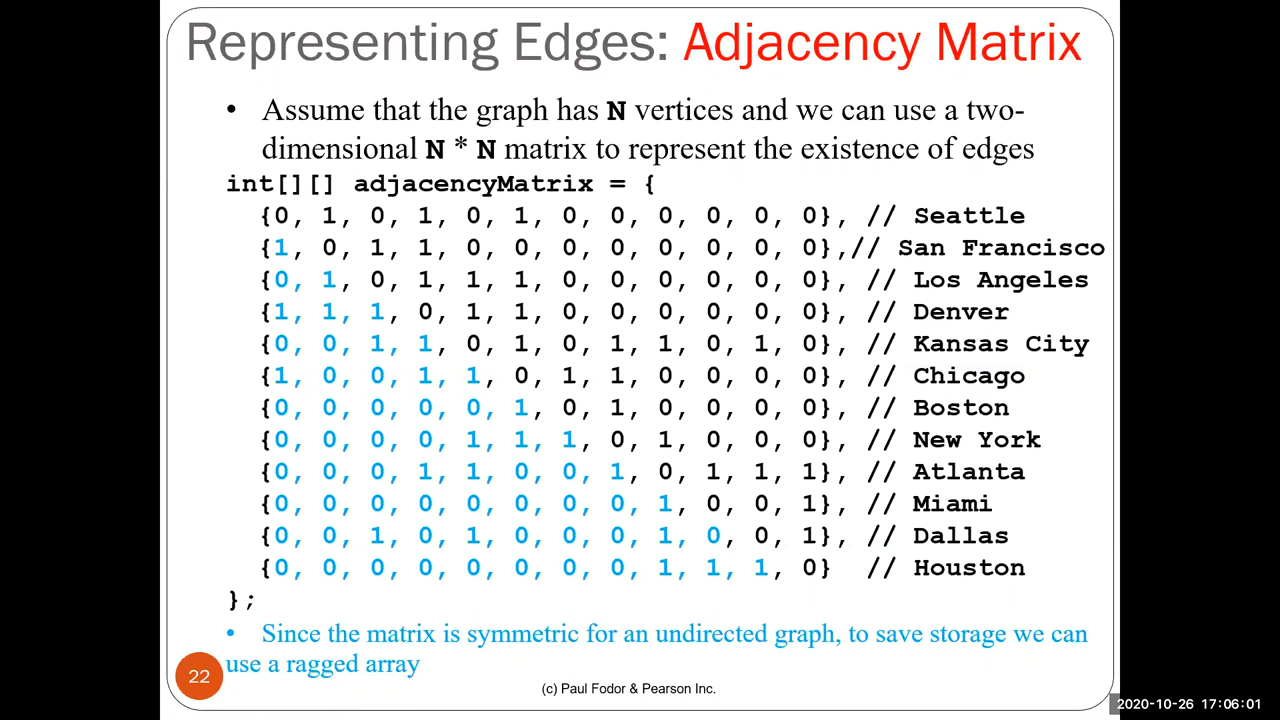 Representing Edges: Adjacency Matrix
• Assume that the graph has N vertices and we can use a two-
dimensional N * N matrix to represent the existence of edges
int[][] adjacencyMatrix = {
{0, 1, 0, 1, 0, 1, 0, 0, 0, 0, 0, 0}, // Seattle
{1, 0, 1, 1, 0, 0, 0, 0, 0, 0, 0, 0},// San Francisco
{0, 1, 0, 1, 1, 1, 0, 0, 0, 0, 0, 0}, // Los Angeles
{1, 1, 1, 0, 1, 1, 0, 0, 0, 0, 0, 0}, // Denver
{0, 0, 1, 1, 0, 1, 0, 1, 1, 0, 1, 0}, // Kansas City
{1, 0, 0, 1, 1, 0, 1, 1, 0, 0, 0, 0}, // Chicago
{0, 0, 0, 0, 0, 1, 0, 1, 0, 0, 0, 0}, // Boston
{0, 0, 0, 0, 1, 1, 1, 0, 1, 0, 0, 0}, // New York
{0, 0, 0, 1, 1, 0, 0, 1, 0, 1, 1, 1}, // Atlanta
{0, 0, 0, 0, 0, 0, 0, 0, 1, 0, 0, 1}, // Miami
{0, 0, 1, 0, 1, 0, 0, 0, 1, 0, 0, 1}, // Dallas
{0, 0, 0, 0, 0, 0, 0, 0, 1, 1, 1, 0} // Houston
};
• Since the matrix is symmetric for an undirected graph, to save storage we can
use a ragged array
22
(c) Paul Fodor & Pearson Inc.
2020-10-26 17:06:01